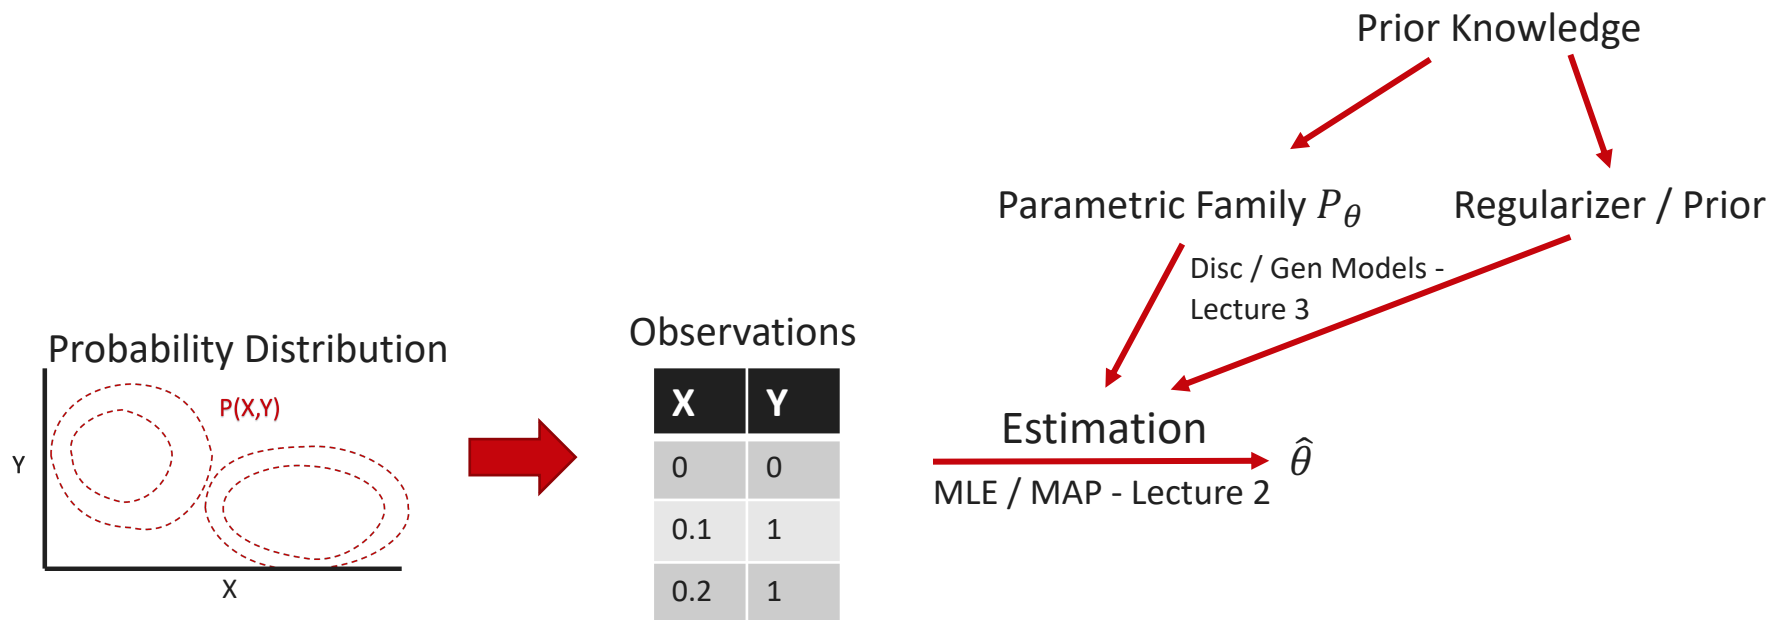 Prior Knowledge
Parametric Family P_θ
Regularizer / Prior
Disc / Gen Models -
Lecture 3
Probability Distribution
P(X,Y)
Y
X
Observations
X Y
0 0
0.1 1
0.2 1
Estimation
θ̂
MLE / MAP - Lecture 2